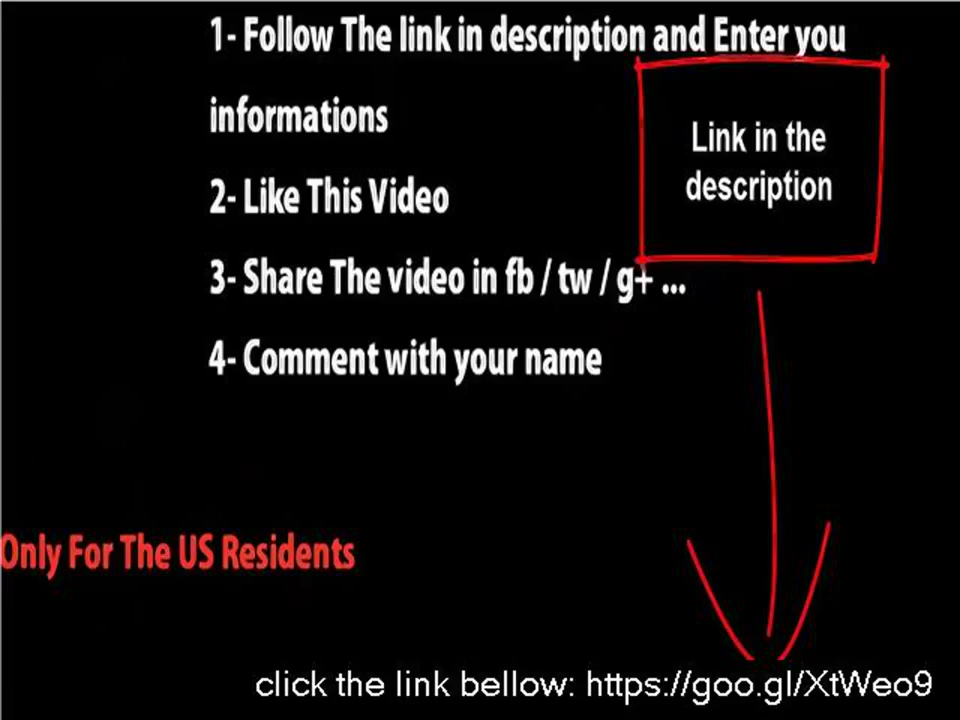 1- Follow The link in description and Enter you
informations
Link in the
description
2- Like This Video
3- Share The video in fb / tw / g+ ...
4- Comment with your name
Only For The US Residents
click the link bellow: https://goo.gl/XtWeo9